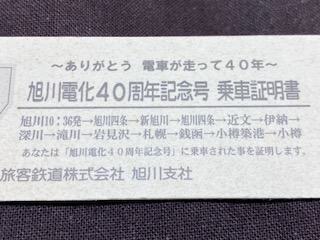 ～ありがとう 電車が走って４０年～
旭川電化４０周年記念号 乗車証明書
旭川10:36発→旭川四条→新旭川→旭川四条→近文→伊納→
深川→滝川→岩見沢→札幌→銭函→小樽築港→小樽
あなたは「旭川電化４０周年記念号」に乗車された事を証明します。
旅客鉄道株式会社 旭川支社